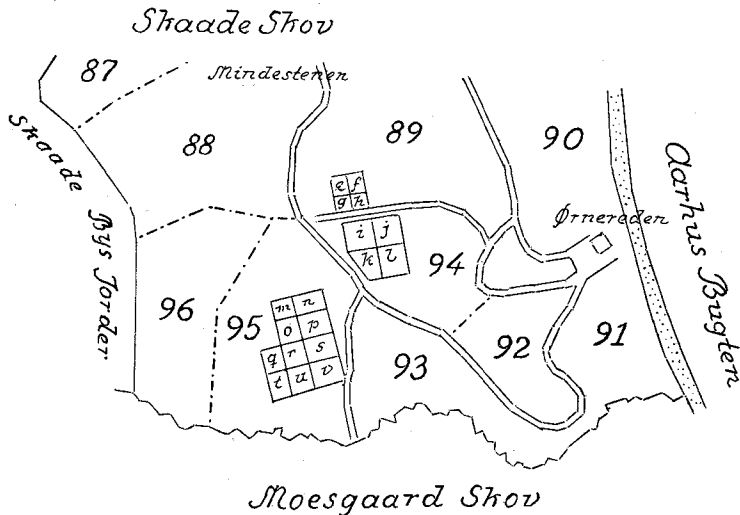 Skaade Skov
87
Mindestenen
88
89
90
Skaade
Bys Jorder
Aarhus Bugten
e f
g h
Ørnereden
i j
k l
94
96
95
m n
o p
q r s
t u v
93
92
91
Moesgaard Skov